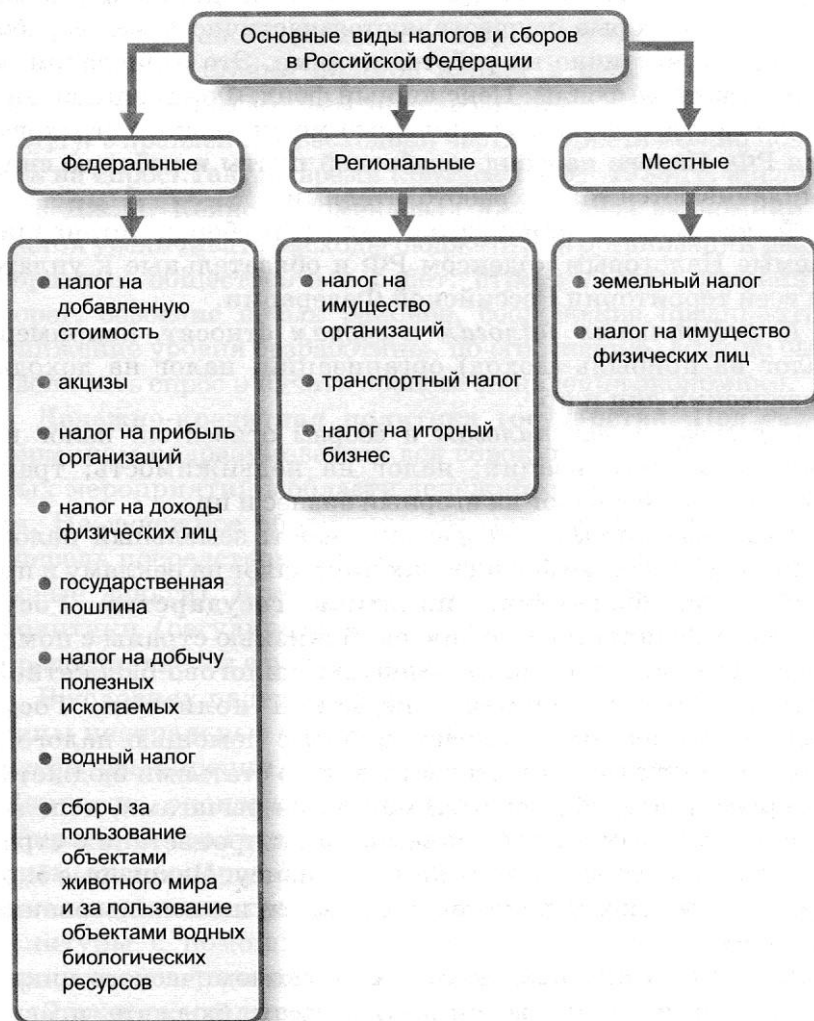 Основные виды налогов и сборов
в Российской Федерации
Федеральные
Региональные
Местные
● налог на
добавленную
стоимость
● акцизы
● налог на прибыль
организаций
● налог на доходы
физических лиц
● государственная
пошлина
● налог на добычу
полезных
ископаемых
● водный налог
● сборы за
пользование
объектами
животного мира
и за пользование
объектами водных
биологических
ресурсов
● налог на
имущество
организаций
● транспортный налог
● налог на игорный
бизнес
● земельный налог
● налог на имущество
физических лиц